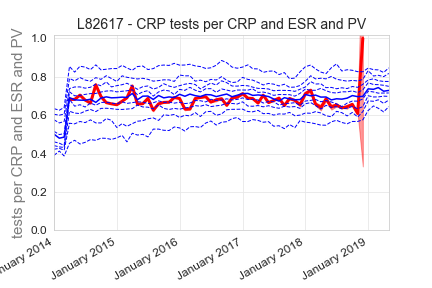 L82617 - CRP tests per CRP and ESR and PV
tests per CRP and ESR and PV
1.0
0.8
0.6
0.4
0.2
0.0
nuary 2014
January 2015
January 2016
January 2017
January 2018
January 2019